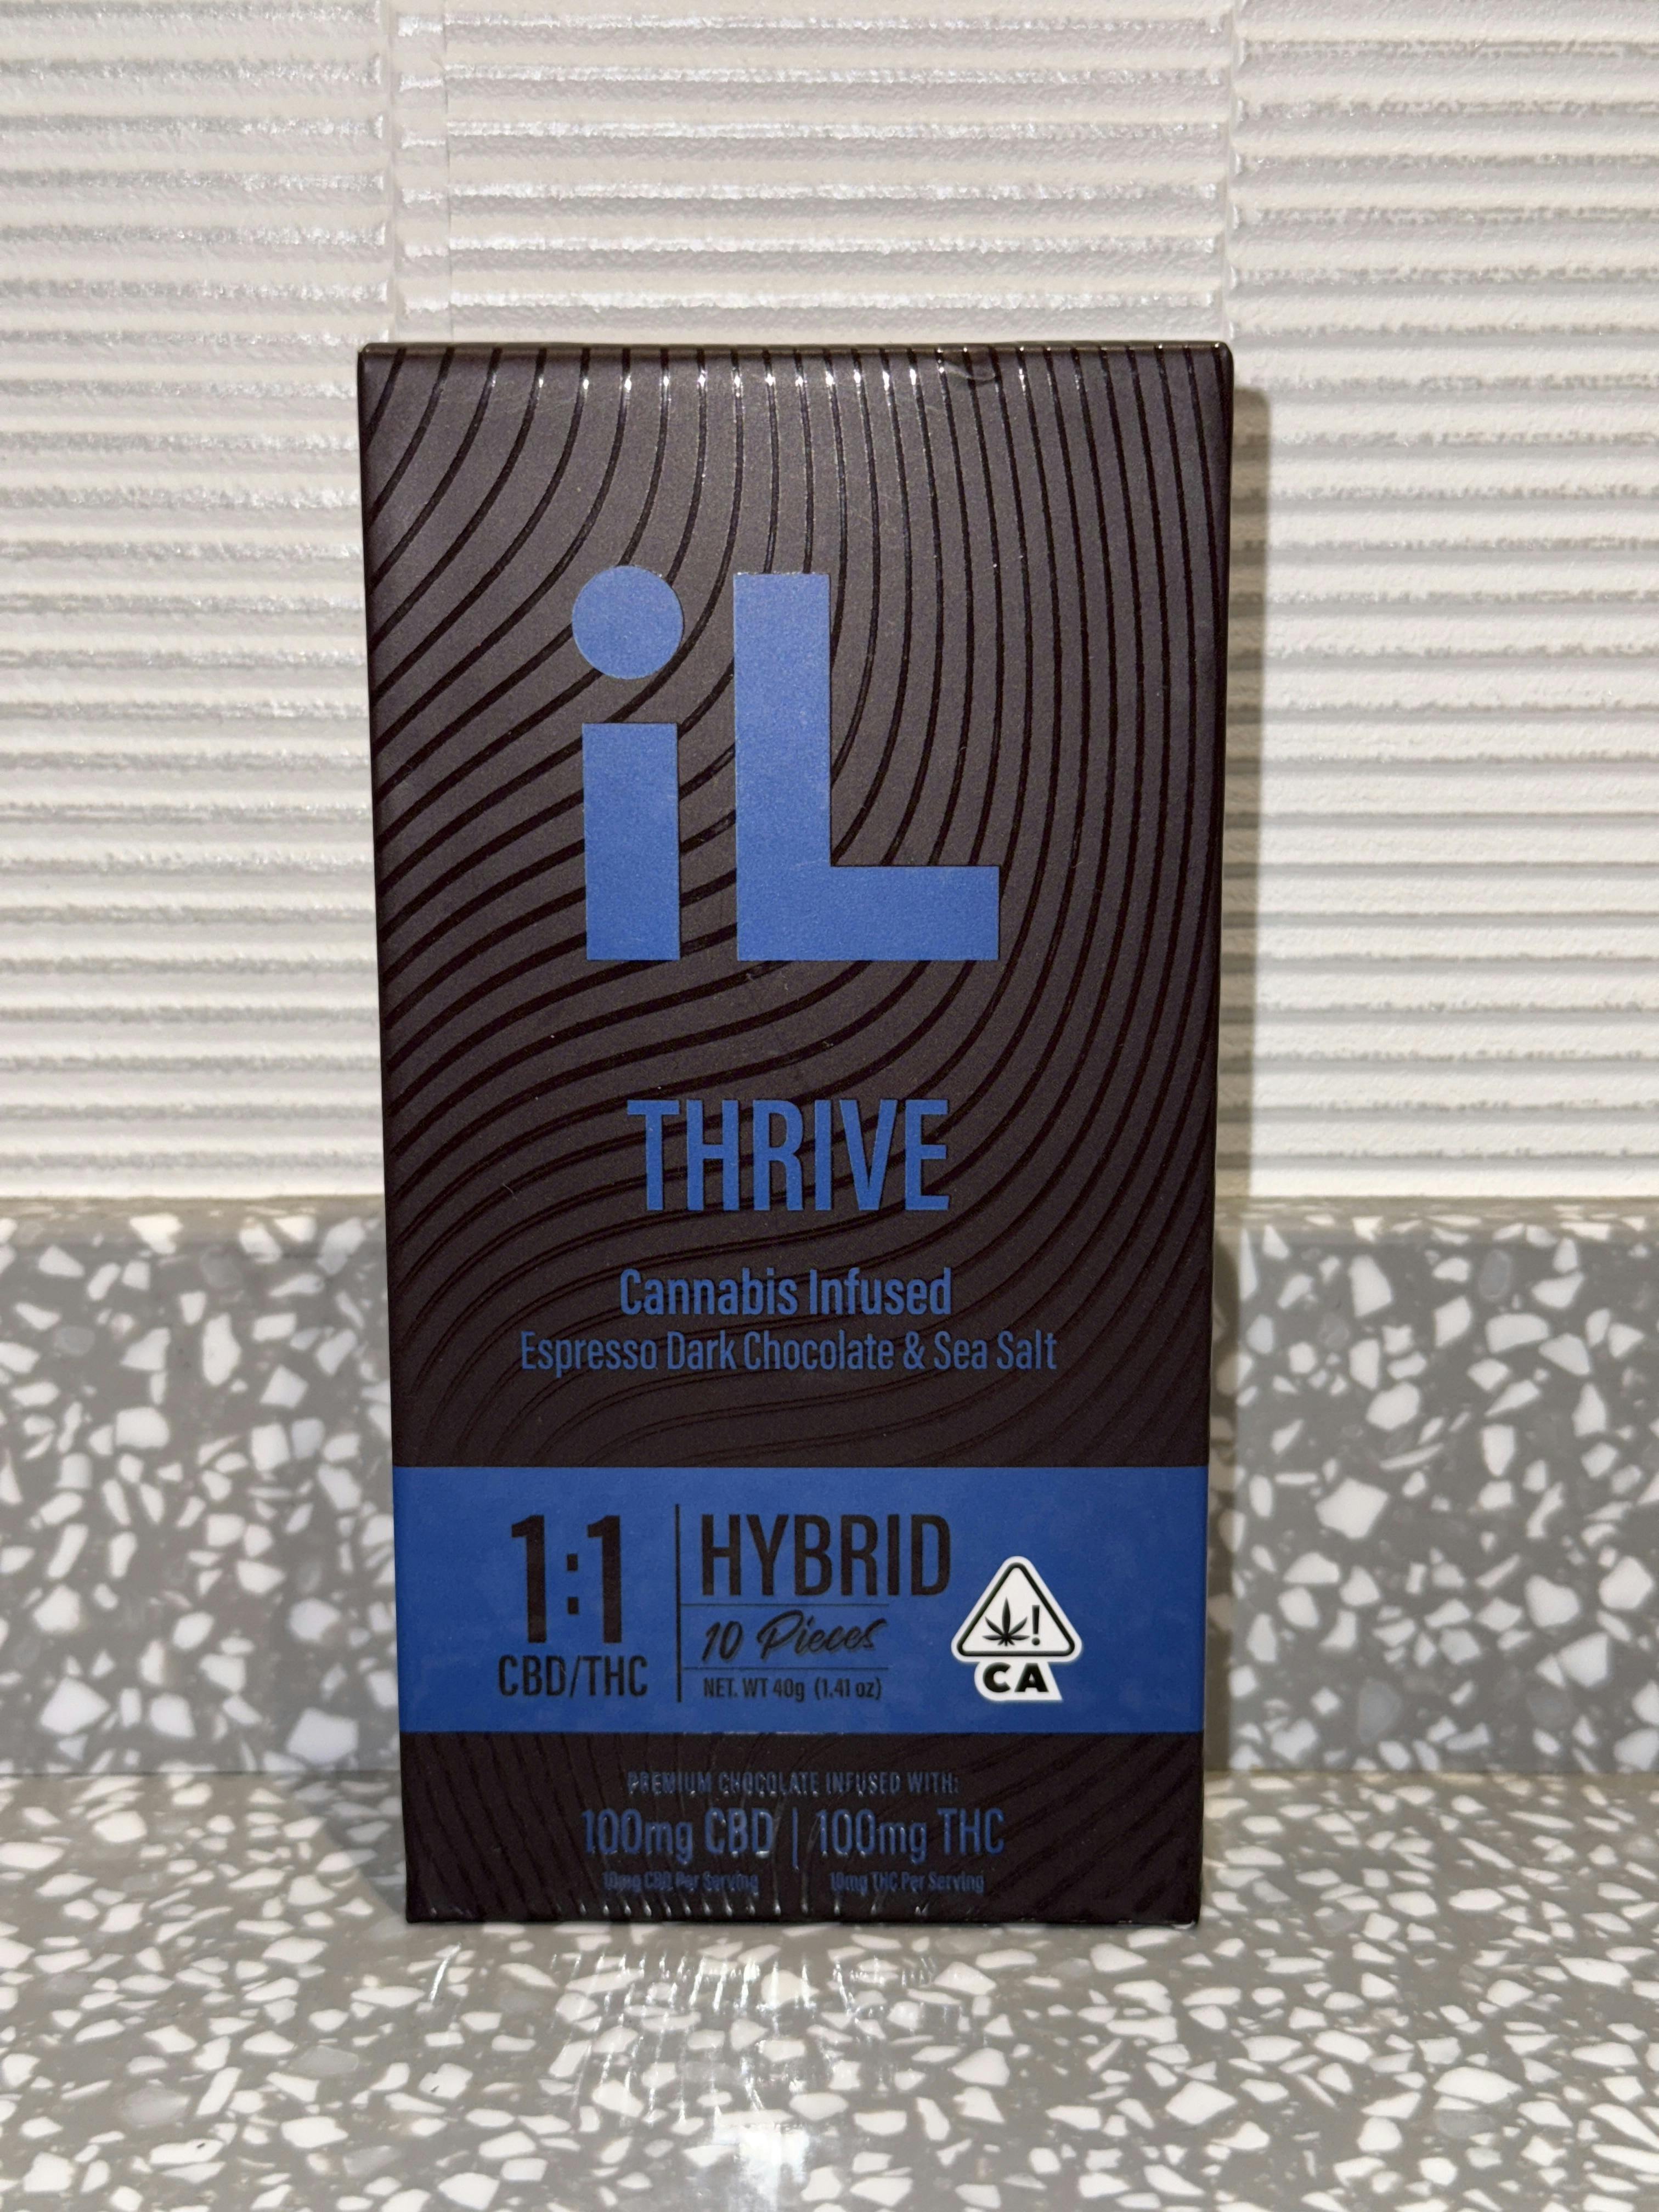 iL
THRIVE
Cannabis Infused
Espresso Dark Chocolate & Sea Salt
1:1
CBD/THC
HYBRID
10 Pieces
NET. WT 40g (1.41 oz)
!
CA
PREMIUM CHOCOLATE INFUSED WITH:
100mg CBD | 100mg THC
10mg CBD Per Serving
10mg THC Per Serving